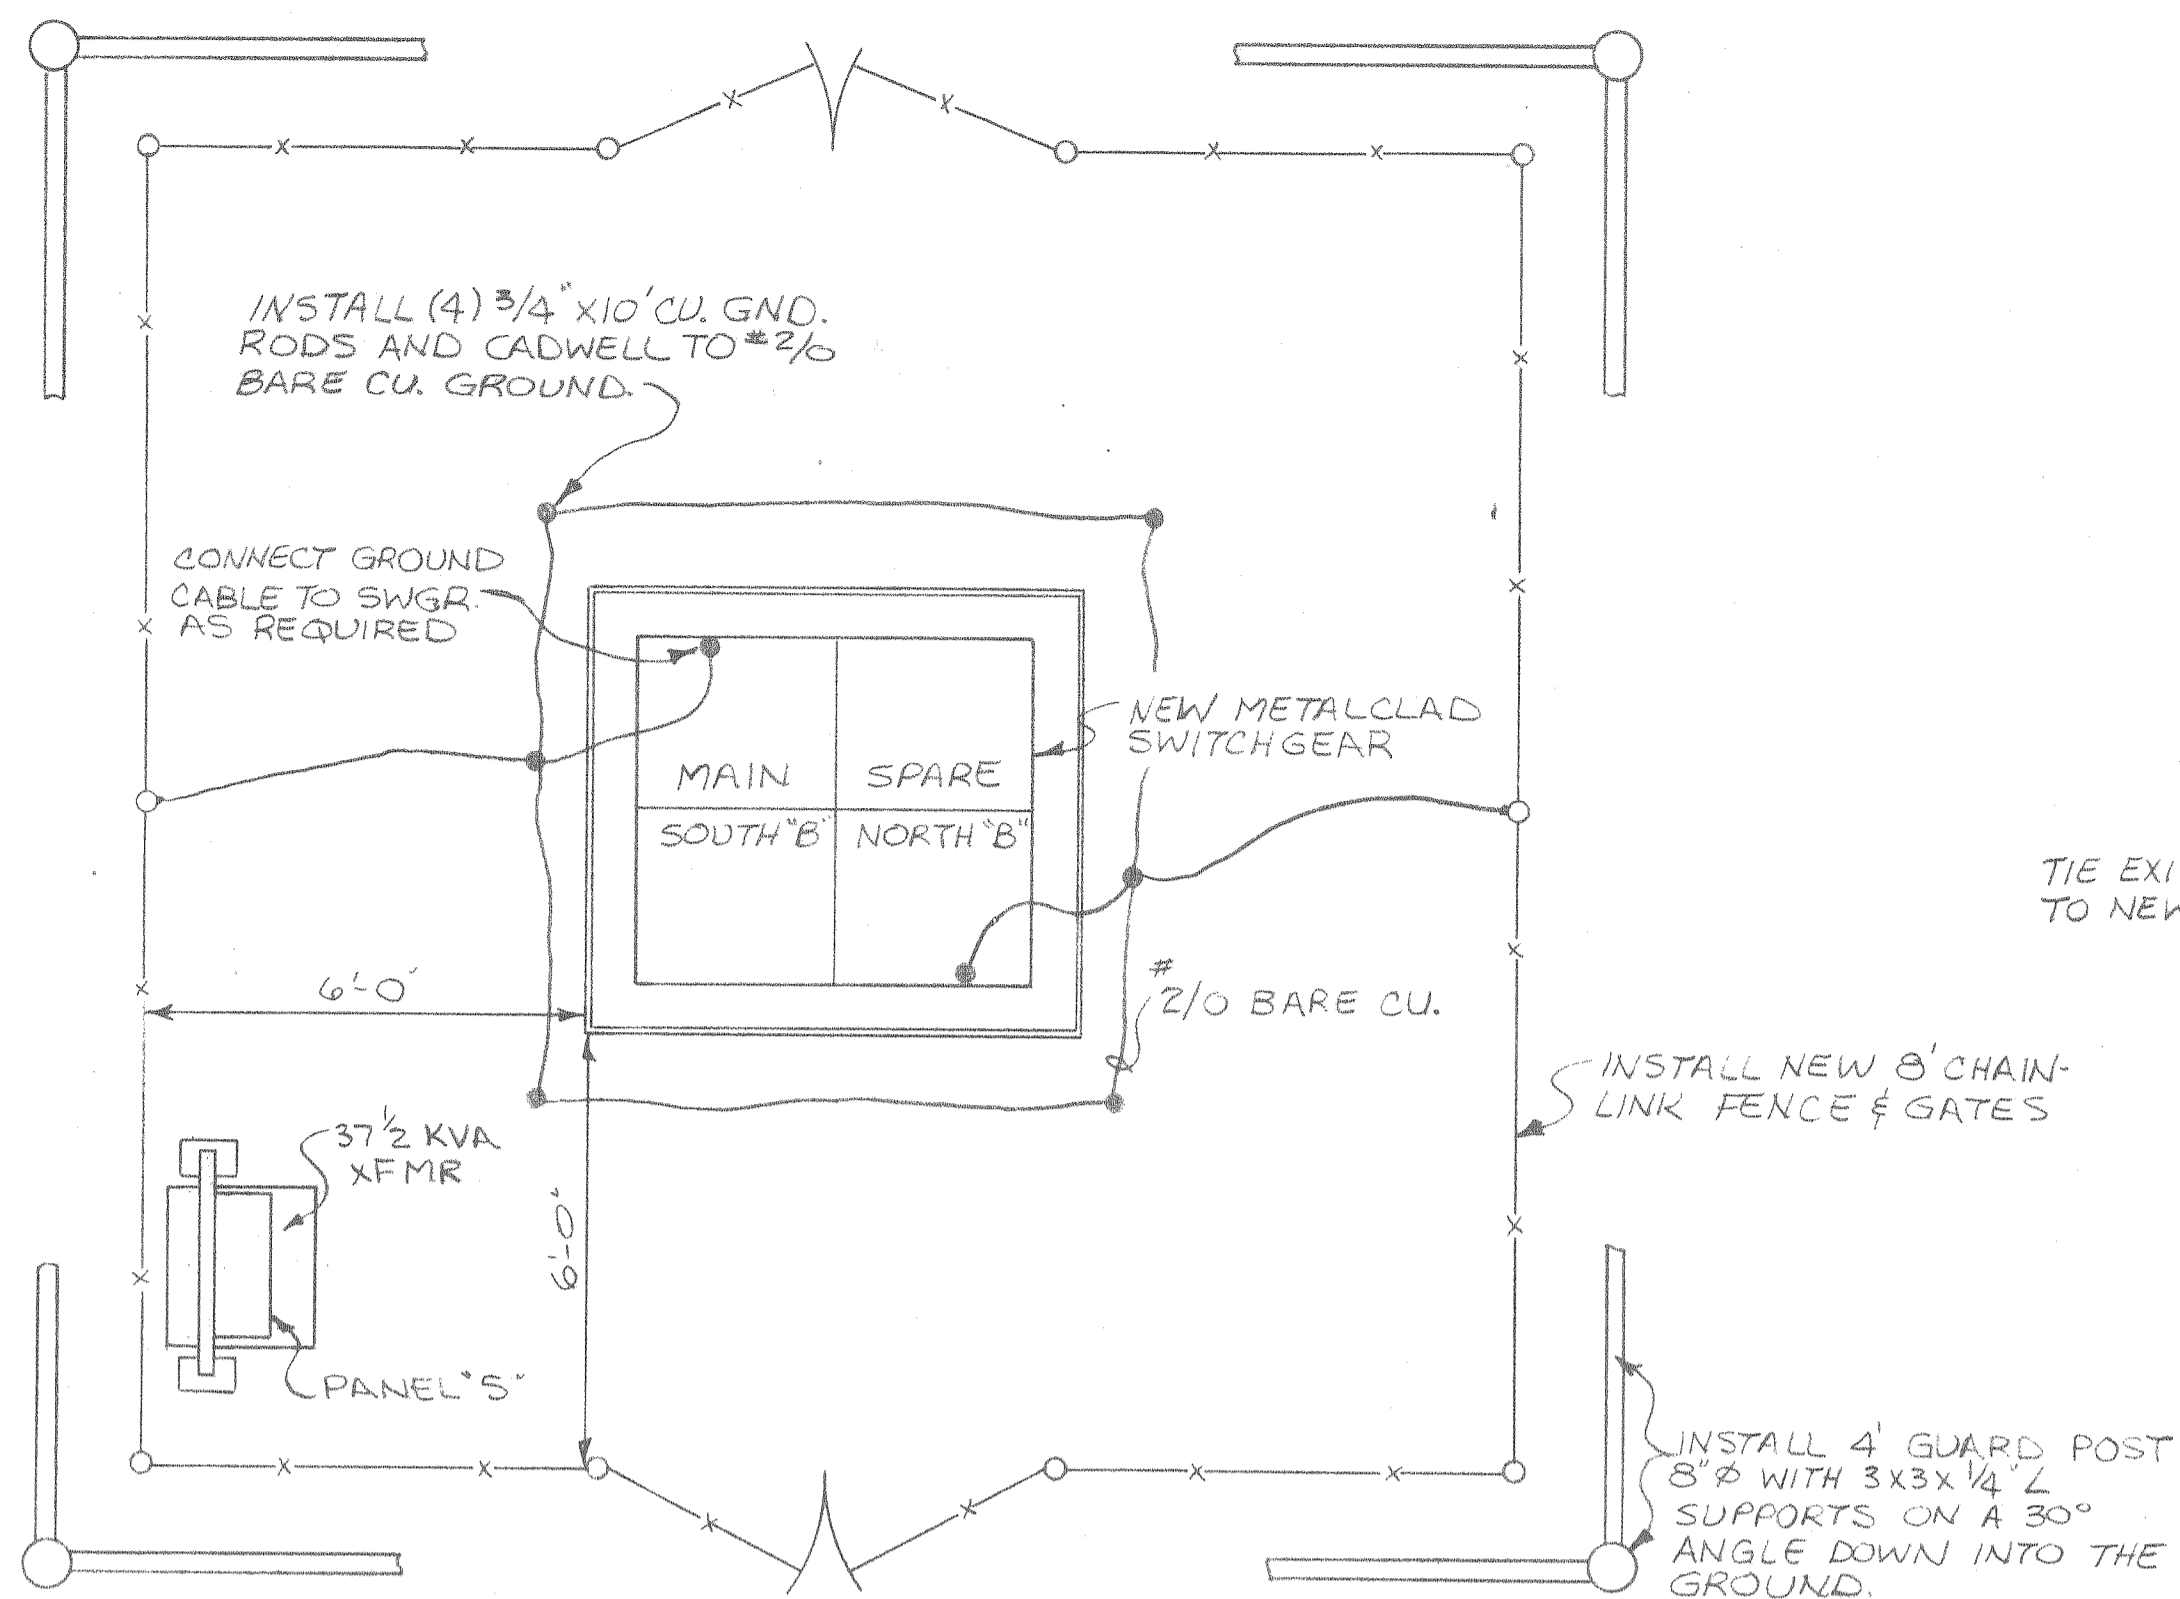 INSTALL (4) 3/4" X10' CU. GND.
RODS AND CADWELL TO #2/0
BARE CU. GROUND.
CONNECT GROUND
CABLE TO SWGR.
AS REQUIRED
NEW METALCLAD
SWITCHGEAR
MAIN
SPARE
SOUTH "B"
NORTH "B"
TIE EXI
TO NEW
6'-0"
#2/0 BARE CU.
INSTALL NEW 8' CHAIN-
LINK FENCE & GATES
37 1/2 KVA
XFMR
6'-0"
PANEL "5"
INSTALL 4' GUARD POST
8" Ø WITH 3X3X1/4" L
SUPPORTS ON A 30°
ANGLE DOWN INTO THE
GROUND.